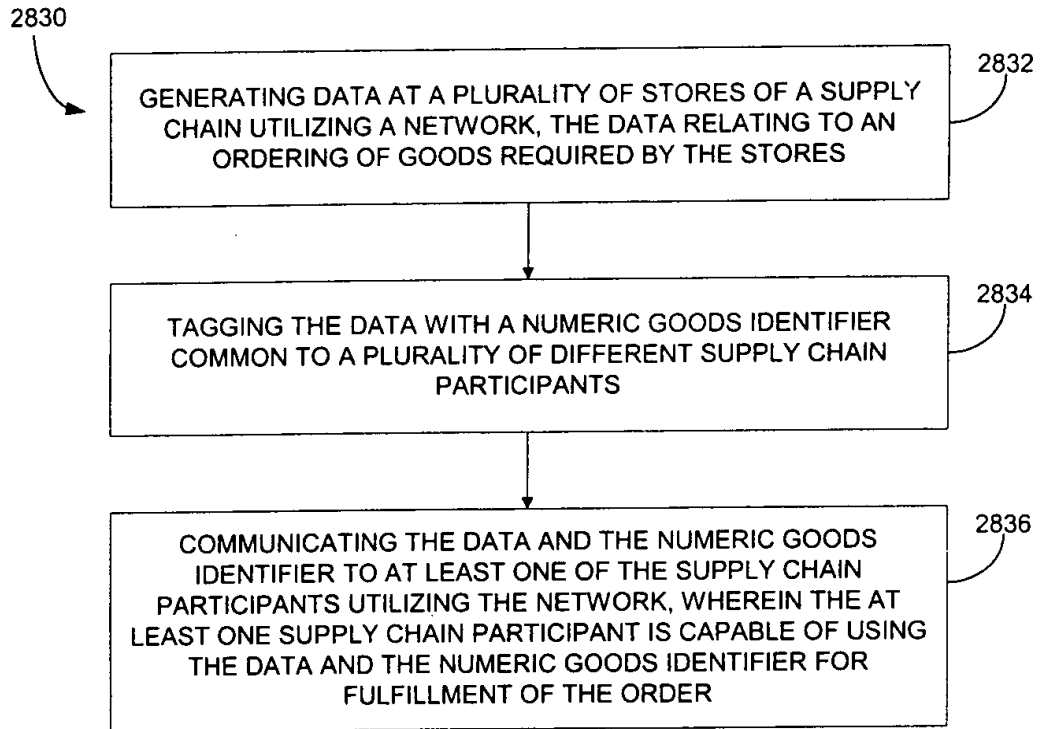 2830
2832
GENERATING DATA AT A PLURALITY OF STORES OF A SUPPLY
CHAIN UTILIZING A NETWORK, THE DATA RELATING TO AN
ORDERING OF GOODS REQUIRED BY THE STORES
2834
TAGGING THE DATA WITH A NUMERIC GOODS IDENTIFIER
COMMON TO A PLURALITY OF DIFFERENT SUPPLY CHAIN
PARTICIPANTS
2836
COMMUNICATING THE DATA AND THE NUMERIC GOODS
IDENTIFIER TO AT LEAST ONE OF THE SUPPLY CHAIN
PARTICIPANTS UTILIZING THE NETWORK, WHEREIN THE AT
LEAST ONE SUPPLY CHAIN PARTICIPANT IS CAPABLE OF USING
THE DATA AND THE NUMERIC GOODS IDENTIFIER FOR
FULFILLMENT OF THE ORDER